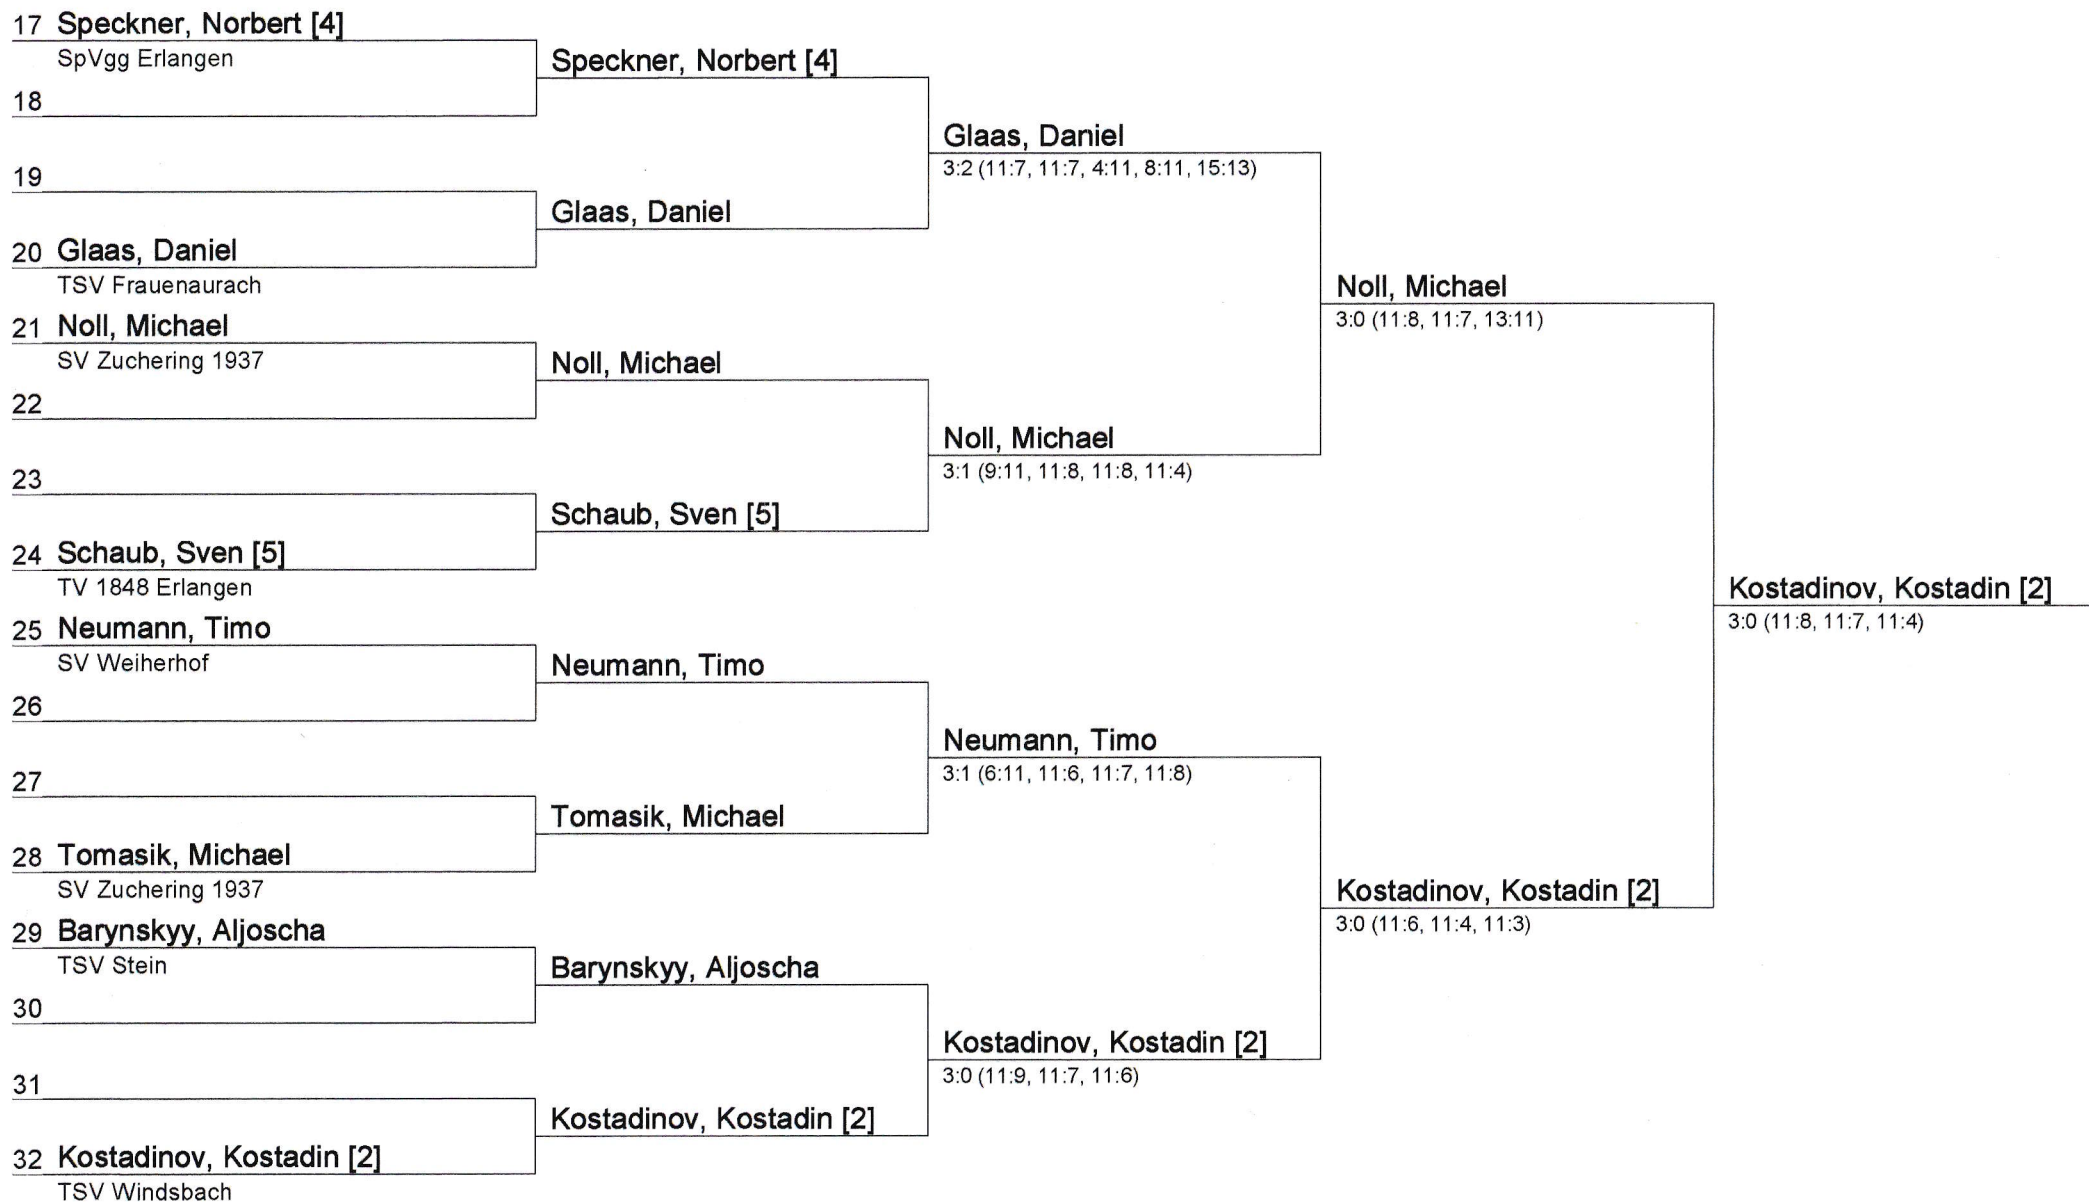 17 Speckner, Norbert [4]
SpVgg Erlangen
18
19
20 Glaas, Daniel
TSV Frauenaurach
21 Noll, Michael
SV Zuchering 1937
22
23
24 Schaub, Sven [5]
TV 1848 Erlangen
25 Neumann, Timo
SV Weiherhof
26
27
28 Tomasik, Michael
SV Zuchering 1937
29 Barynskyy, Aljoscha
TSV Stein
30
31
32 Kostadinov, Kostadin [2]
TSV Windsbach
Speckner, Norbert [4]
Glaas, Daniel
Noll, Michael
Schaub, Sven [5]
Neumann, Timo
Tomasik, Michael
Barynskyy, Aljoscha
Kostadinov, Kostadin [2]
Glaas, Daniel
3:2 (11:7, 11:7, 4:11, 8:11, 15:13)
Noll, Michael
3:1 (9:11, 11:8, 11:8, 11:4)
Neumann, Timo
3:1 (6:11, 11:6, 11:7, 11:8)
Kostadinov, Kostadin [2]
3:0 (11:9, 11:7, 11:6)
Noll, Michael
3:0 (11:8, 11:7, 13:11)
Kostadinov, Kostadin [2]
3:0 (11:6, 11:4, 11:3)
Kostadinov, Kostadin [2]
3:0 (11:8, 11:7, 11:4)